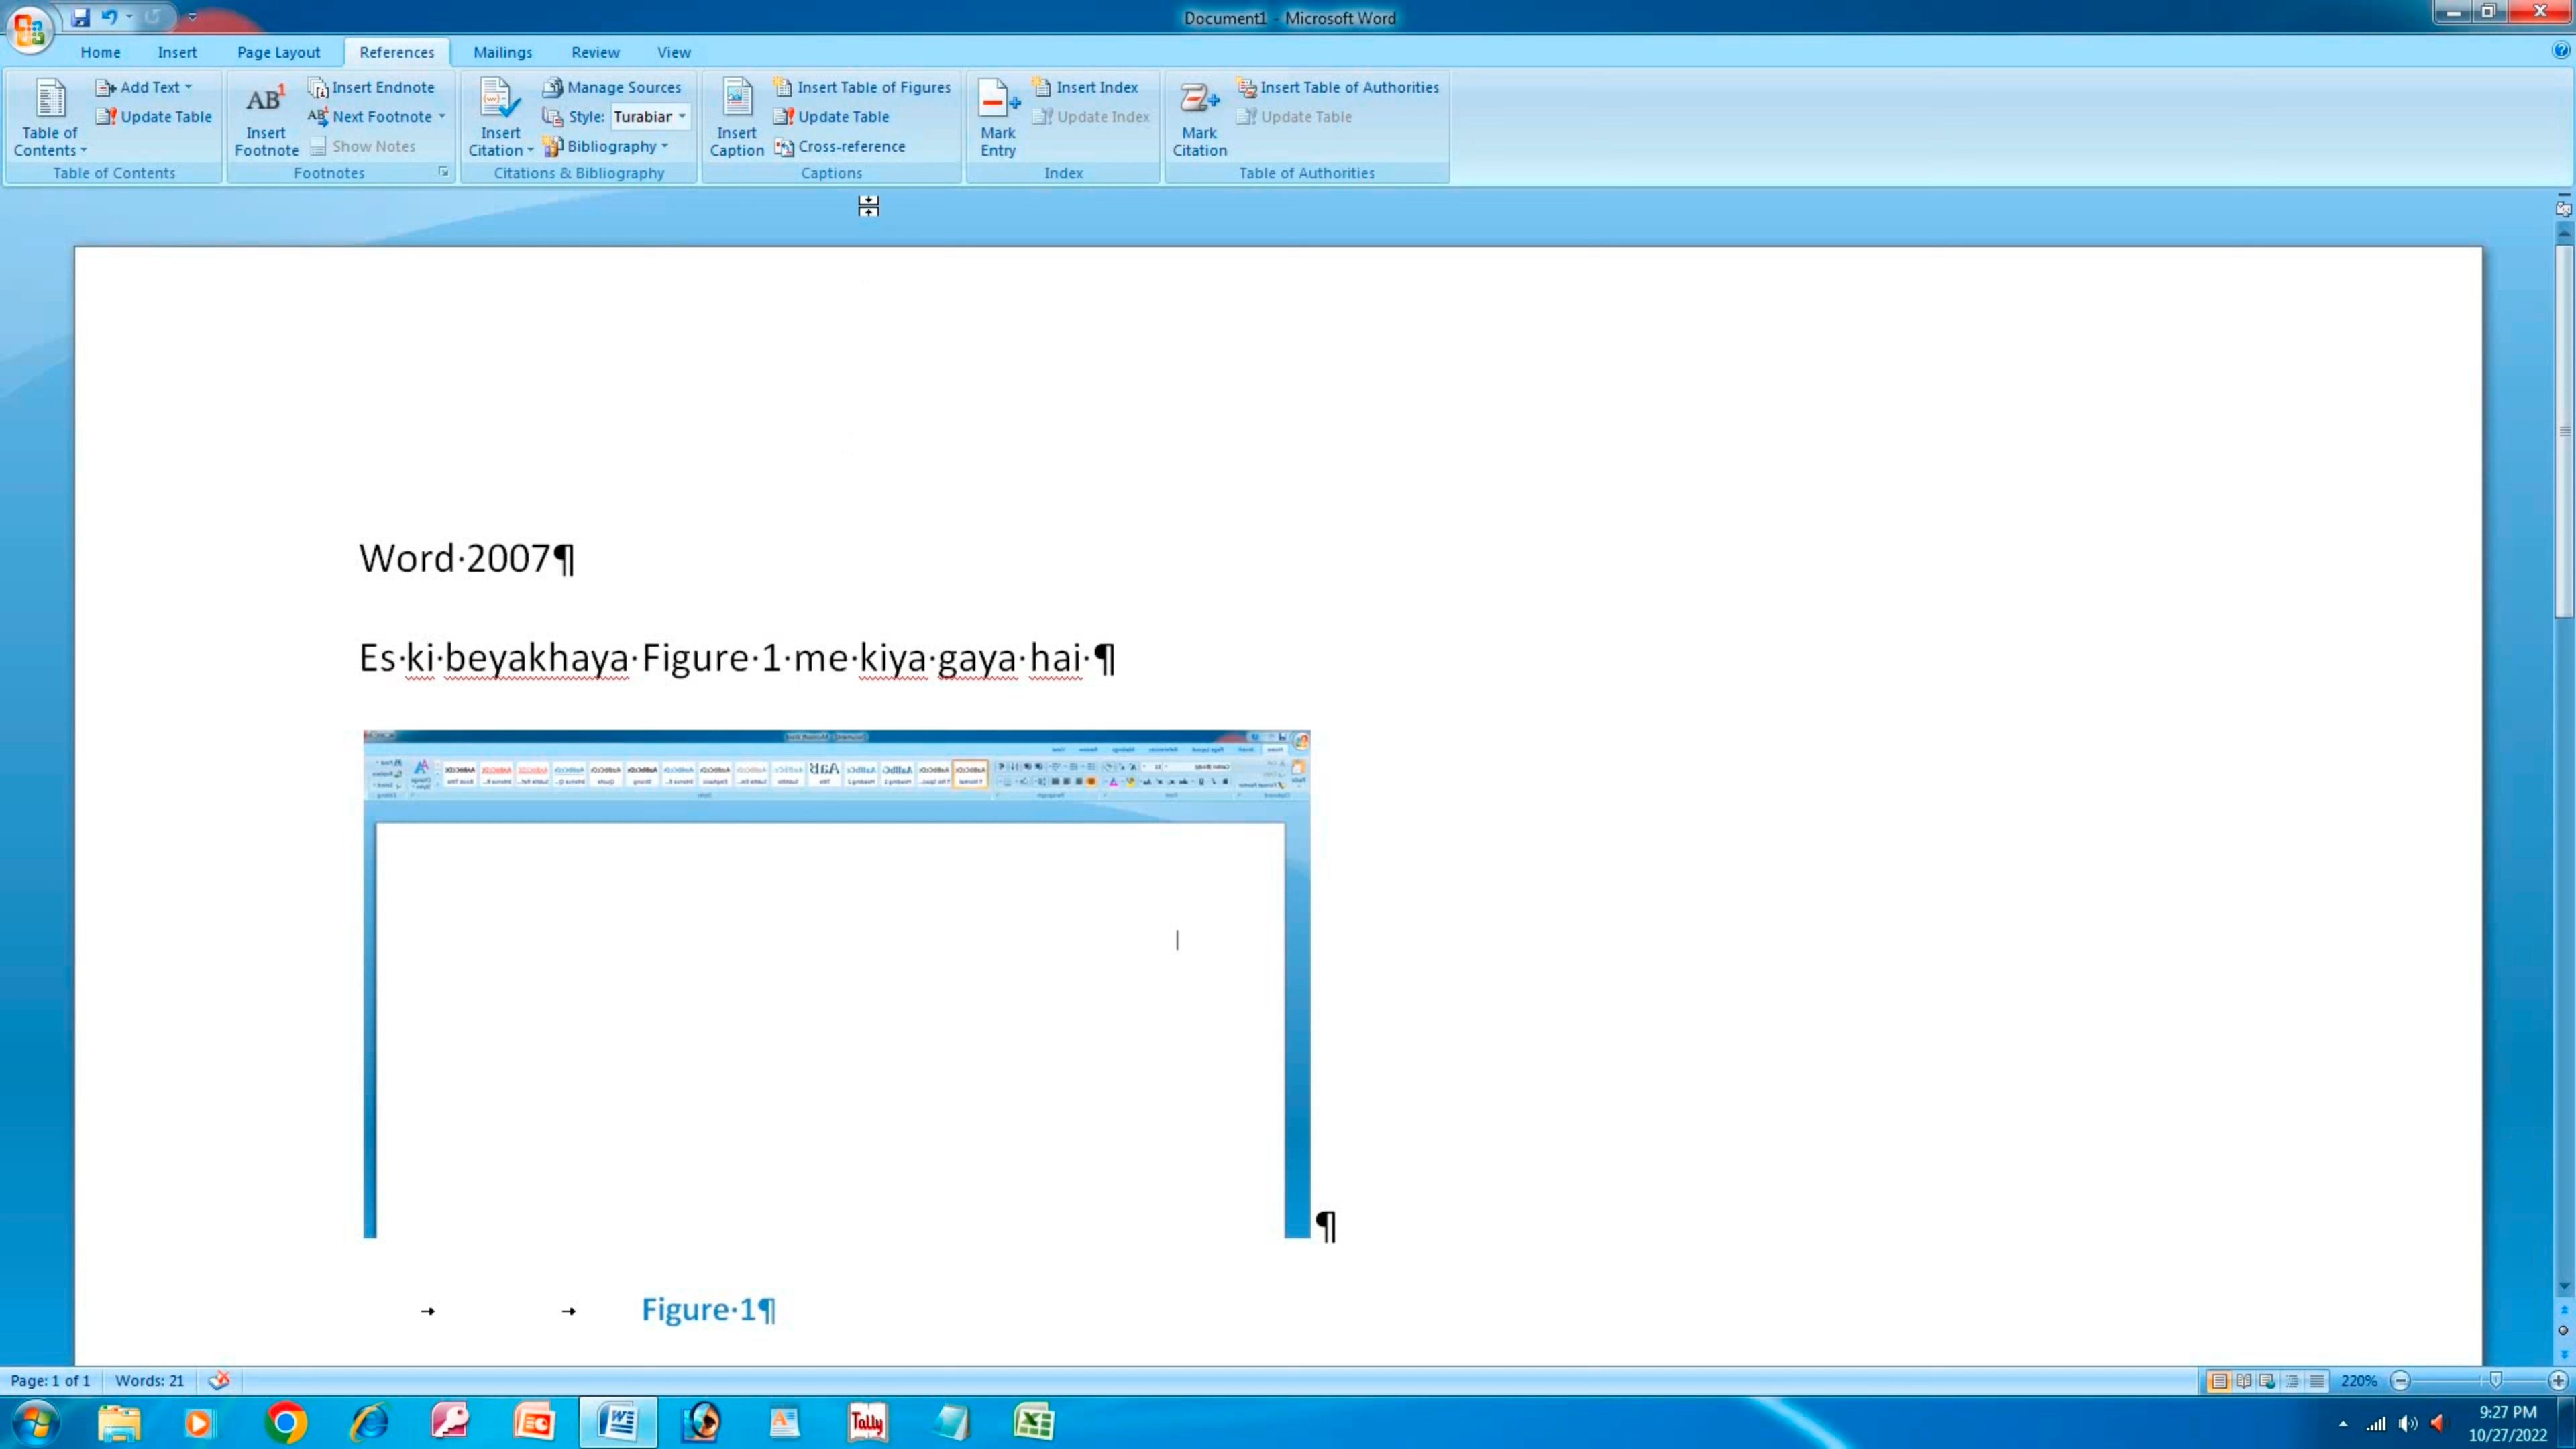 Document1 - Microsoft Word
Home Insert Page Layout References Mailings Review View
Table of Contents
Add Text
Update Table
Table of Contents
AB1 Insert Footnote
Insert Endnote
AB1 Next Footnote
Show Notes
Footnotes
Insert Citation
Manage Sources
Style: Turabiar
Bibliography
Citations & Bibliography
Insert Caption
Insert Table of Figures
Update Table
Cross-reference
Captions
Mark Entry
Insert Index
Update Index
Index
Mark Citation
Insert Table of Authorities
Update Table
Table of Authorities
Word·2007¶
Es·ki·beyakhaya·Figure·1·me·kiya·gaya·hai·¶
¶
Figure·1¶
Page: 1 of 1 Words: 21 220%
Tally
9:27 PM
10/27/2022